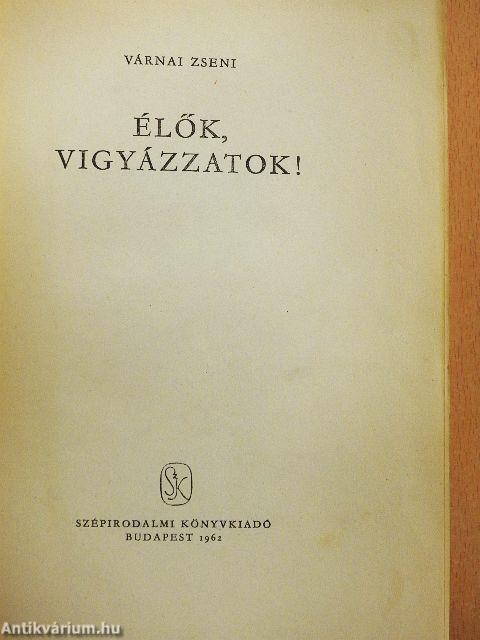 VÁRNAI ZSENI
ÉLŐK,
VIGYÁZZATOK!
SzK
SZÉPIRODALMI KÖNYVKIADÓ
BUDAPEST 1962
Antikvárium.hu